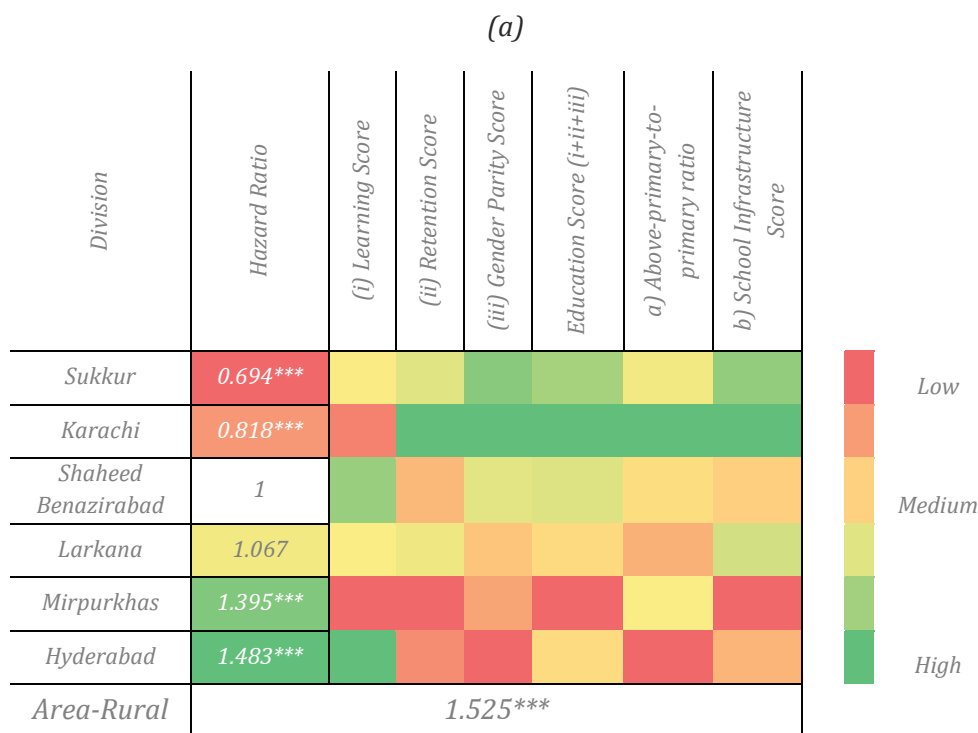 (a)
Division
Hazard Ratio
(i) Learning Score
(ii) Retention Score
(iii) Gender Parity Score
Education Score (i+ii+iii)
a) Above-primary-to-
primary ratio
b) School Infrastructure
Score
Sukkur
0.694***
Karachi
0.818***
Shaheed
Benazirabad
1
Larkana
1.067
Mirpurkhas
1.395***
Hyderabad
1.483***
Area-Rural
1.525***
Low
Medium
High